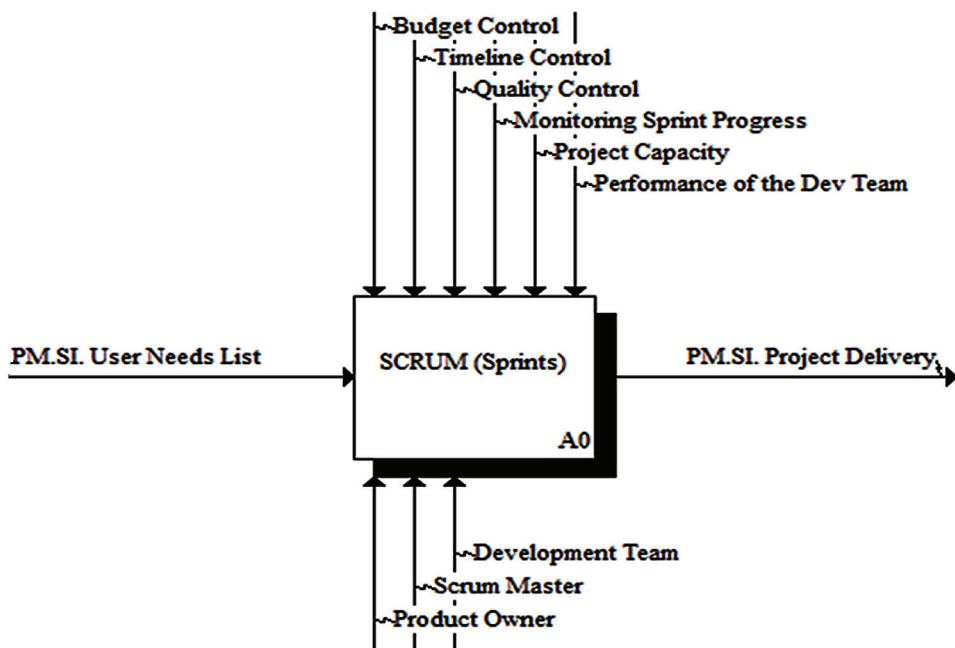 Budget Control
Timeline Control
Quality Control
Monitoring Sprint Progress
Project Capacity
Performance of the Dev Team
PM.SI. User Needs List
SCRUM (Sprints)
PM.SI. Project Delivery
A0
Development Team
Scrum Master
Product Owner